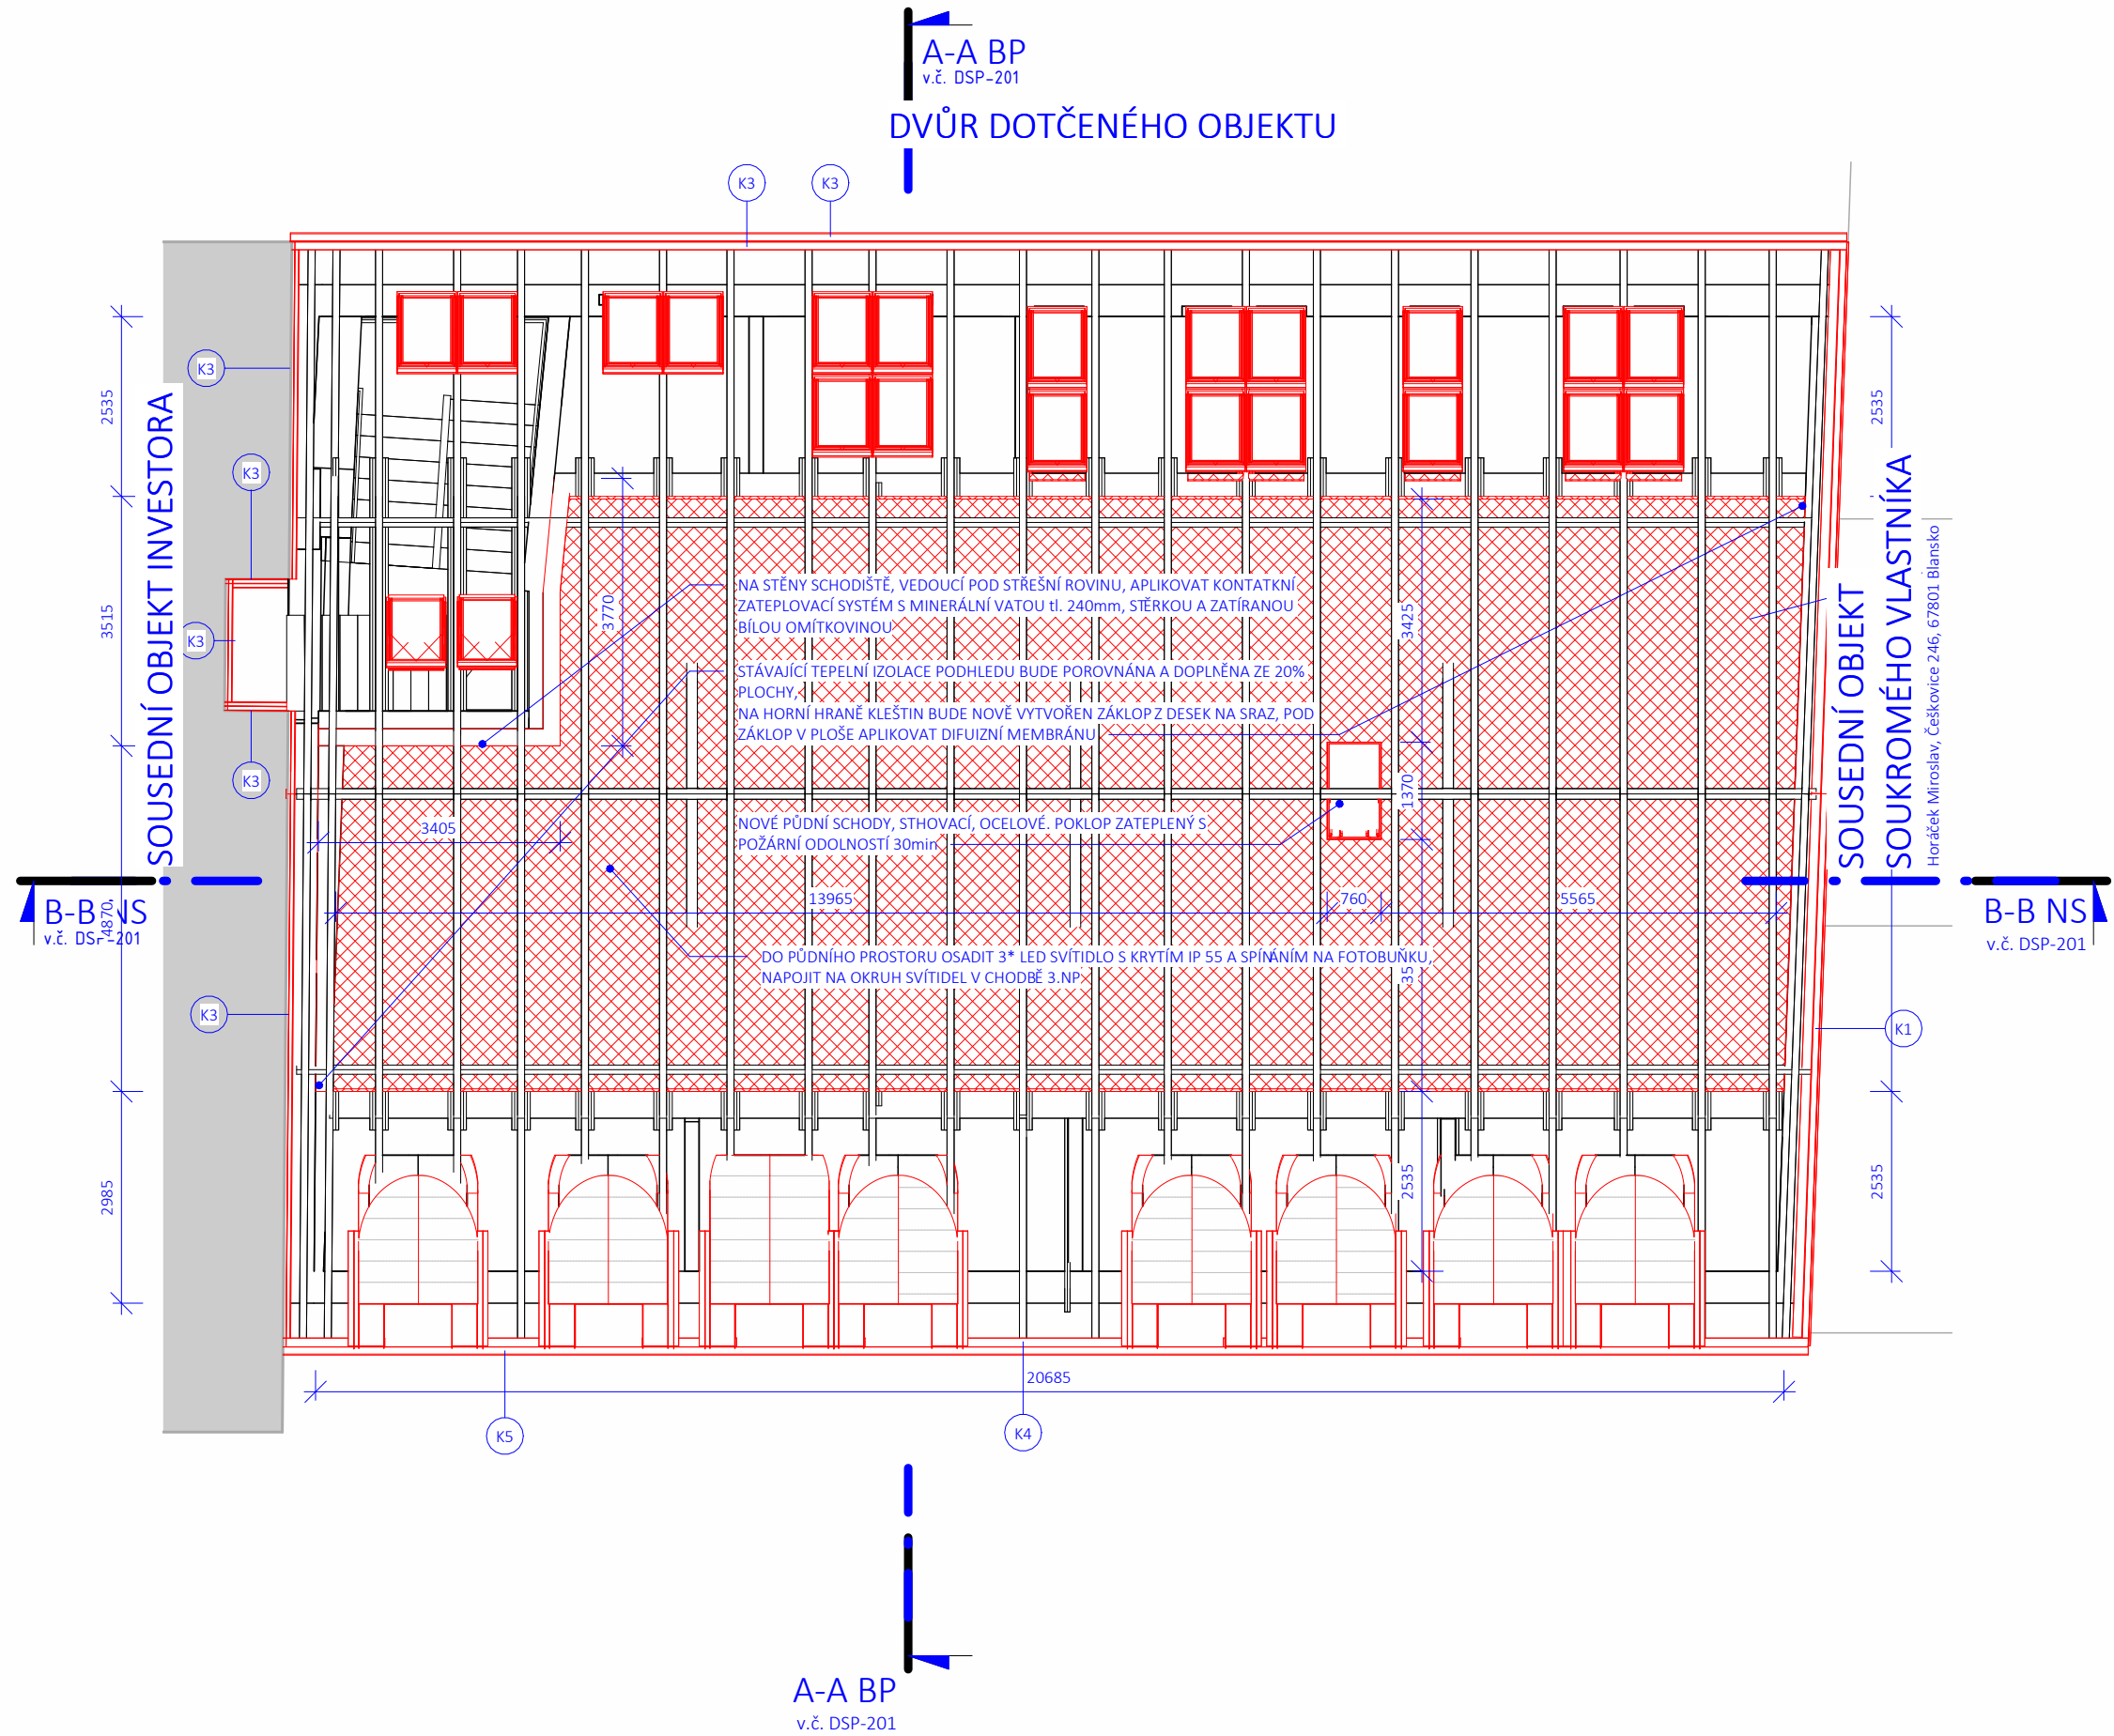 A-A BP
v.č. DSP-201
DVŮR DOTČENÉHO OBJEKTU
K3
K3
K3
K3
K3
K3
K3
2535
3515
4870
2985
SOUSEDNÍ OBJEKT INVESTORA
2535
2535
SOUSEDNÍ OBJEKT
SOUKROMÉHO VLASTNÍKA
Horáček Miroslav, Češkovice 246, 67801 Blansko
3770
3425
1370
2535
NA STĚNY SCHODIŠTĚ, VEDOUCÍ POD STŘEŠNÍ ROVINU, APLIKOVAT KONTATKNÍ
ZATEPLOVACÍ SYSTÉM S MINERÁLNÍ VATOU tl. 240mm, STĚRKOU A ZATÍRANOU
BÍLOU OMÍTKOVINOU
STÁVAJÍCÍ TEPELNÍ IZOLACE PODHLEDU BUDE POROVNÁNA A DOPLNĚNA ZE 20%
PLOCHY,
NA HORNÍ HRANĚ KLEŠTIN BUDE NOVĚ VYTVOŘEN ZÁKLOP Z DESEK NA SRAZ, POD
ZÁKLOP V PLOŠE APLIKOVAT DIFUIZNÍ MEMBRÁNU
NOVÉ PŮDNÍ SCHODY, STHOVACÍ, OCELOVÉ. POKLOP ZATEPLENÝ S
POŽÁRNÍ ODOLNOSTÍ 30min
3405
13965
760
5565
DO PŮDNÍHO PROSTORU OSADIT 3* LED SVÍTIDLO S KRYTÍM IP 55 A SPÍNÁNÍM NA FOTOBUŇKU,
NAPOJIT NA OKRUH SVÍTIDEL V CHODBĚ 3.NP
B-B NS
v.č. DSP-201
B-B NS
v.č. DSP-201
K1
20685
K5
K4
A-A BP
v.č. DSP-201